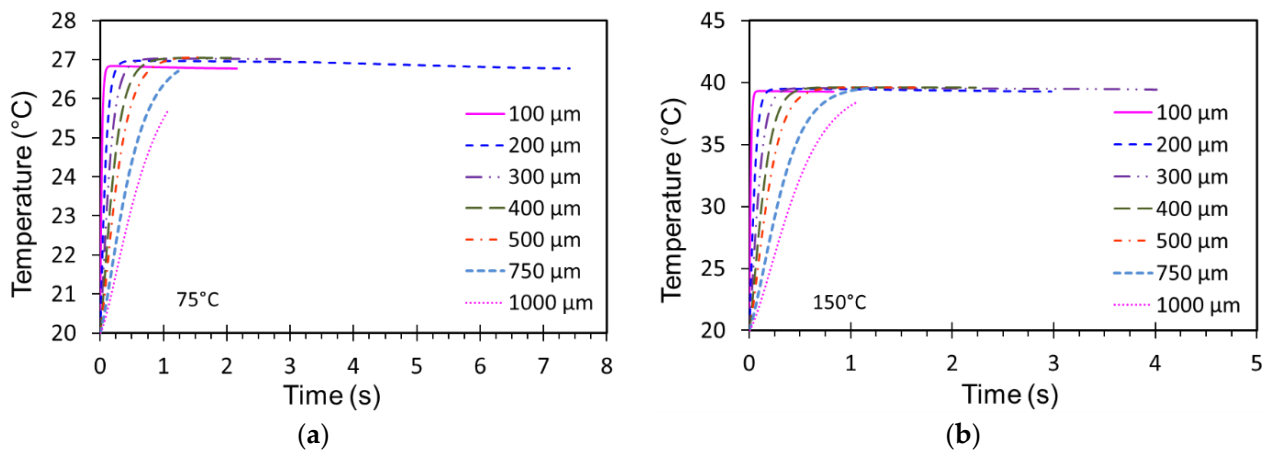 28
27
26
25
24
23
22
21
20
Temperature (°C)
0 1 2 3 4 5 6 7 8
Time (s)
75°C
100 µm
200 µm
300 µm
400 µm
500 µm
750 µm
1000 µm
(a)
45
40
35
30
25
20
Temperature (°C)
0 1 2 3 4 5
Time (s)
150°C
100 µm
200 µm
300 µm
400 µm
500 µm
750 µm
1000 µm
(b)